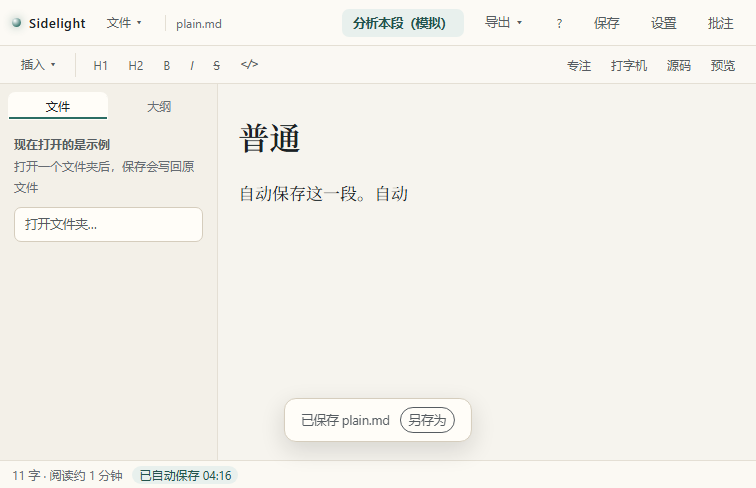 Sidelight 文件 ▾ plain.md 分析本段（模拟） 导出 ▾ ? 保存 设置 批注
插入 ▾ H1 H2 B I S </> 专注 打字机 源码 预览
文件 大纲
现在打开的是示例
打开一个文件夹后，保存会写回原
文件
打开文件夹...
普通
自动保存这一段。自动
已保存 plain.md 另存为
11 字 · 阅读约 1 分钟 已自动保存 04:16